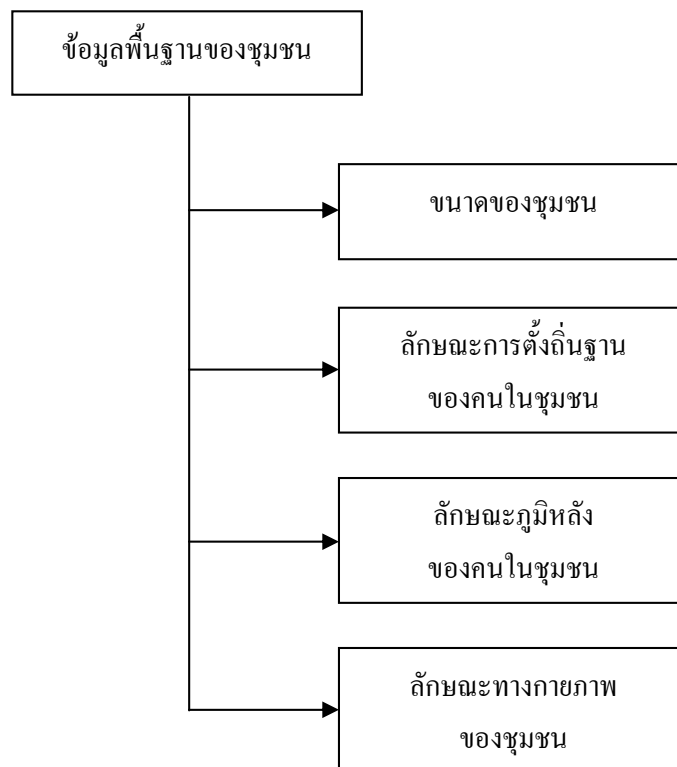 ข้อมูลพื้นฐานของชุมชน
ขนาดของชุมชน
ลักษณะการตั้งถิ่นฐาน
ของคนในชุมชน
ลักษณะภูมิหลัง
ของคนในชุมชน
ลักษณะทางกายภาพ
ของชุมชน